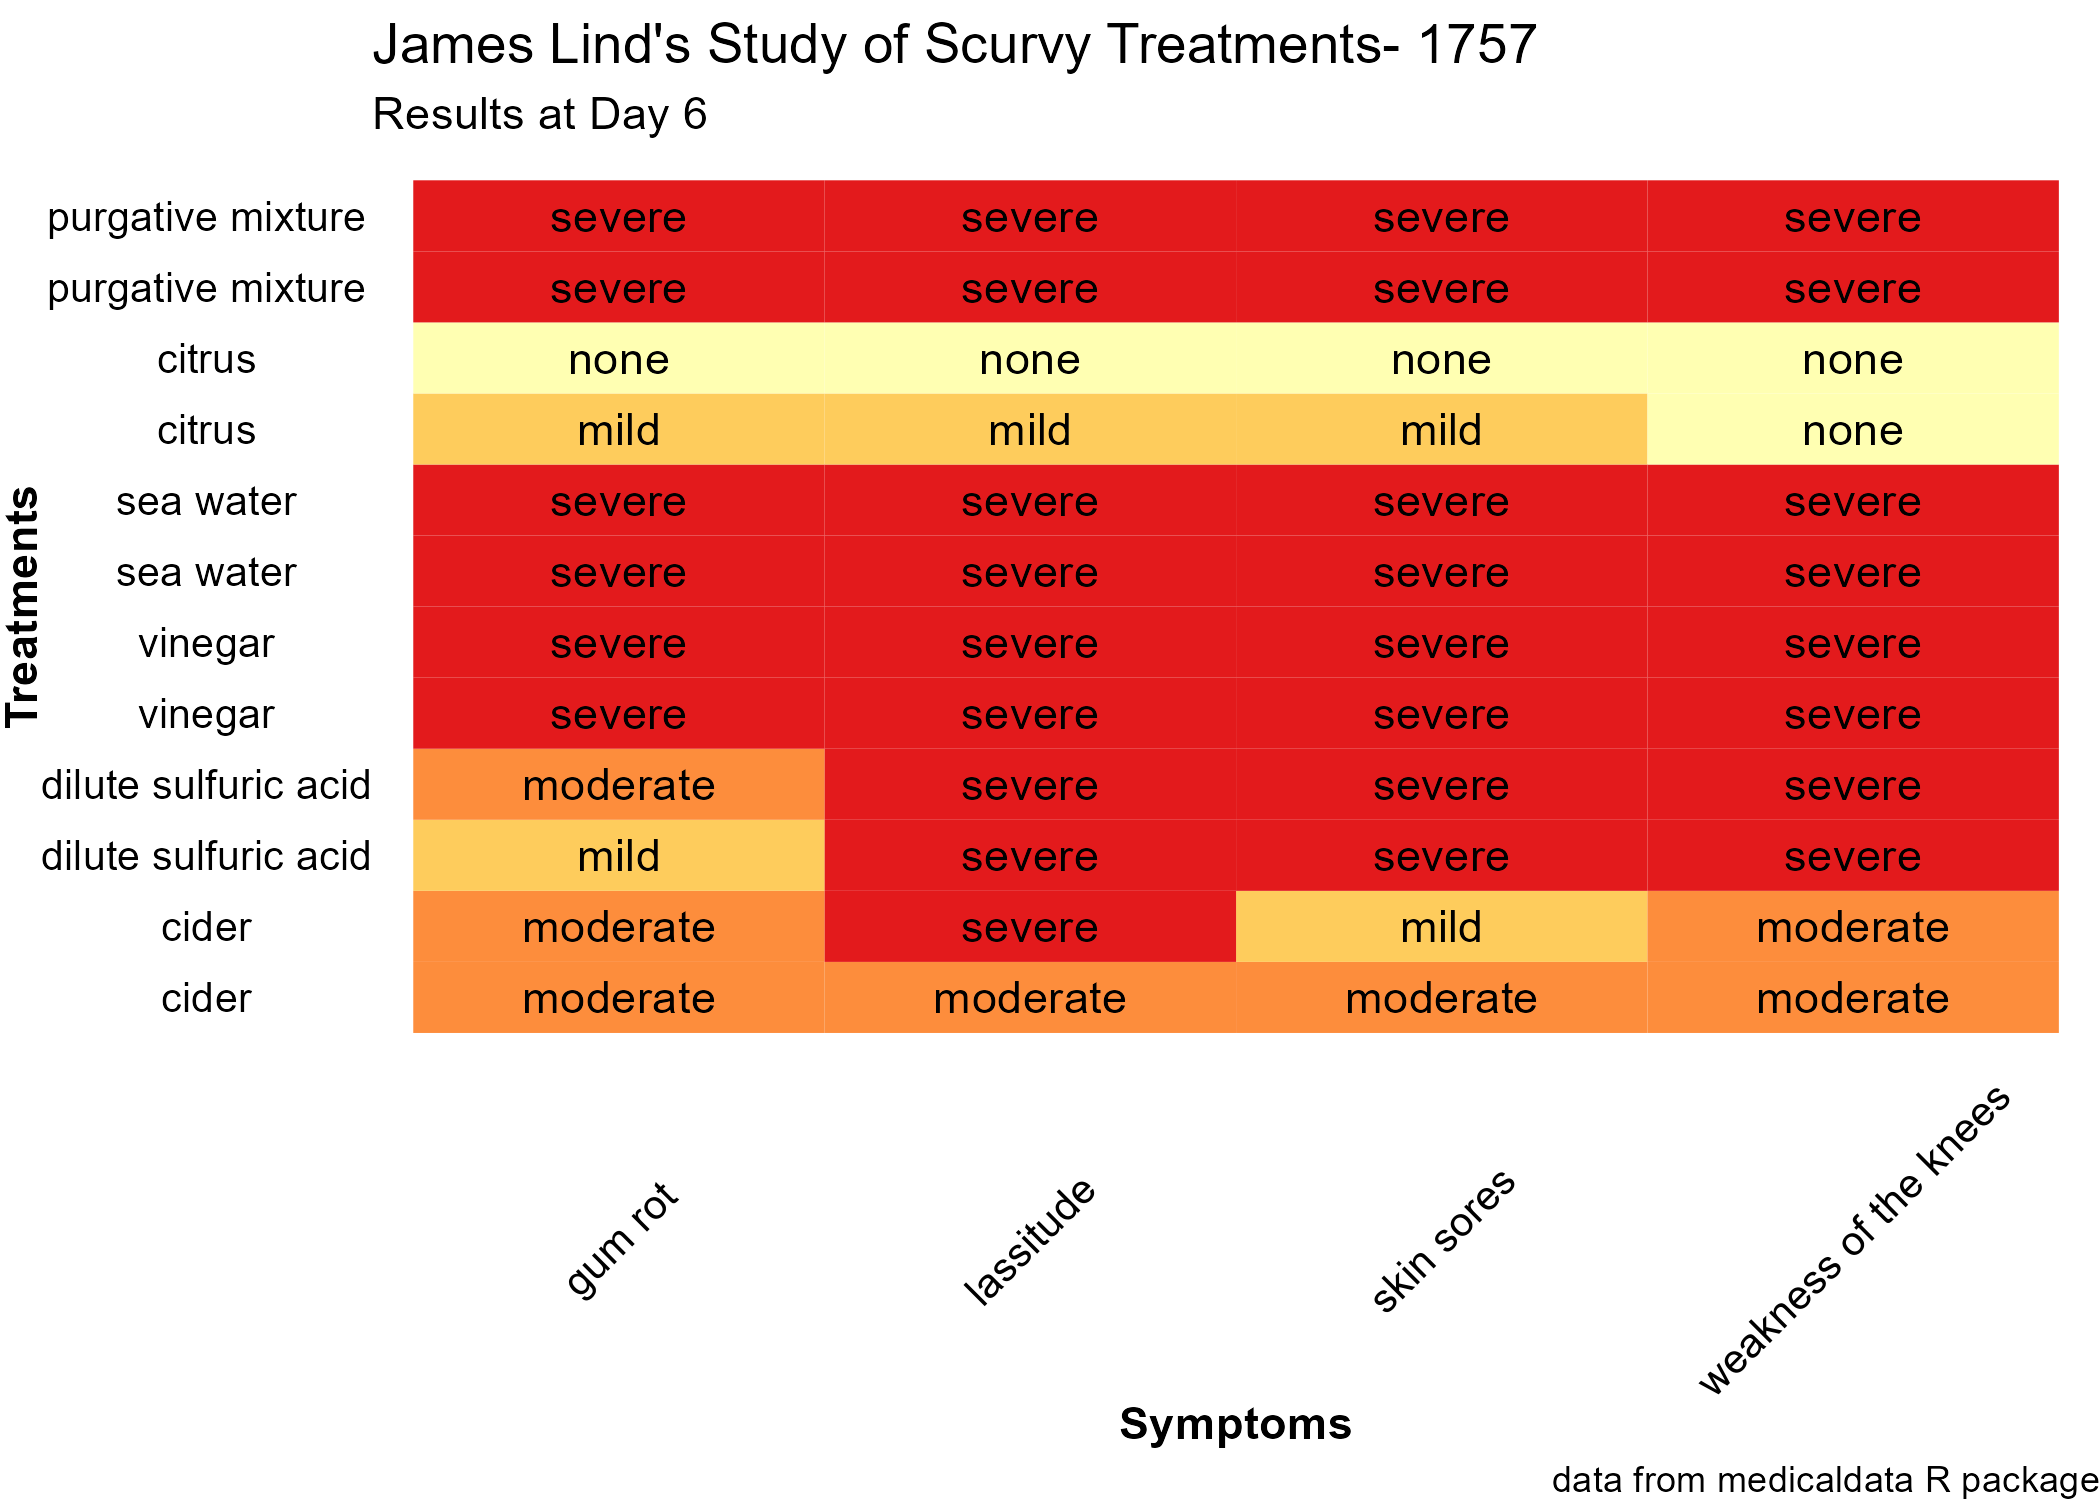 James Lind's Study of Scurvy Treatments- 1757
Results at Day 6
Treatments
purgative mixture severe severe severe severe
purgative mixture severe severe severe severe
citrus none none none none
citrus mild mild mild none
sea water severe severe severe severe
sea water severe severe severe severe
vinegar severe severe severe severe
vinegar severe severe severe severe
dilute sulfuric acid moderate severe severe severe
dilute sulfuric acid mild severe severe severe
cider moderate severe mild moderate
cider moderate moderate moderate moderate
gum rot
lassitude
skin sores
weakness of the knees
Symptoms
data from medicaldata R package